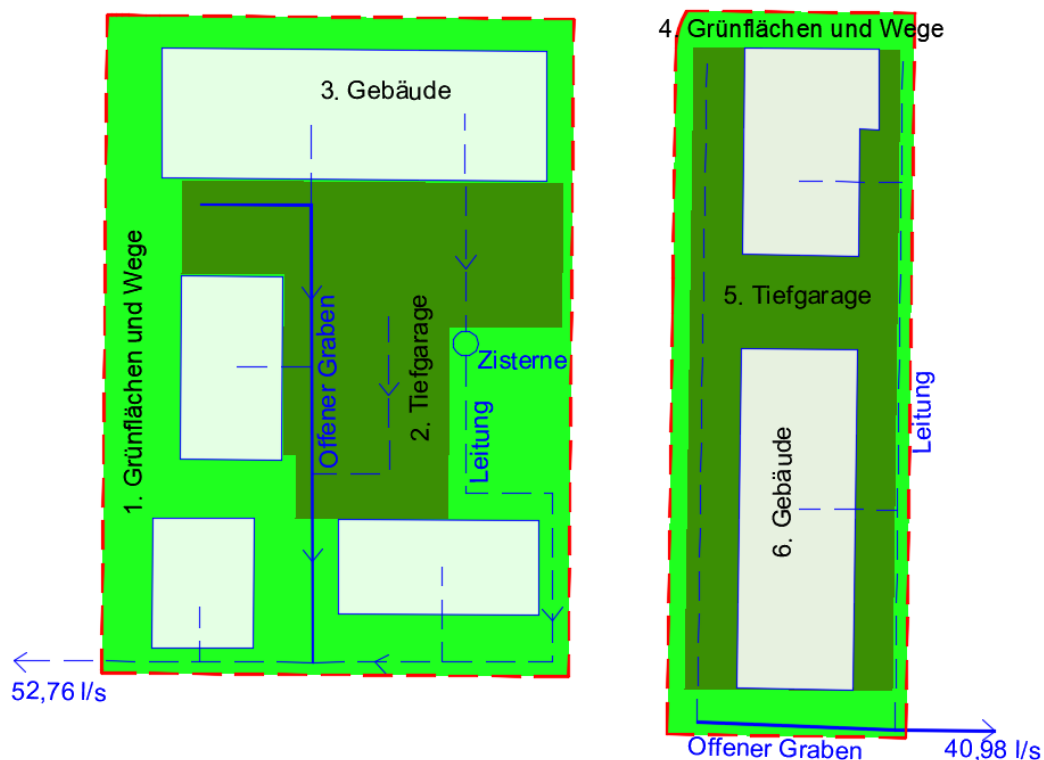 4. Grünflächen und Wege
3. Gebäude
1. Grünflächen und Wege
Offener Graben
2. Tiefgarage
Zisterne
Leitung
5. Tiefgarage
6. Gebäude
Leitung
52,76 l/s
Offener Graben
40,98 l/s